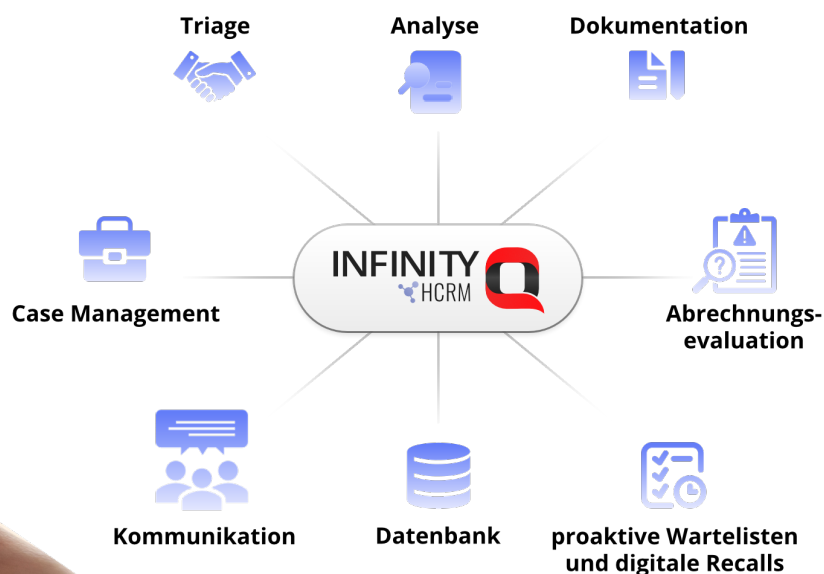 Triage
Analyse
Dokumentation
INFINITY
HCRM
Case Management
Abrechnungs-
evaluation
Kommunikation
Datenbank
proaktive Wartelisten
und digitale Recalls